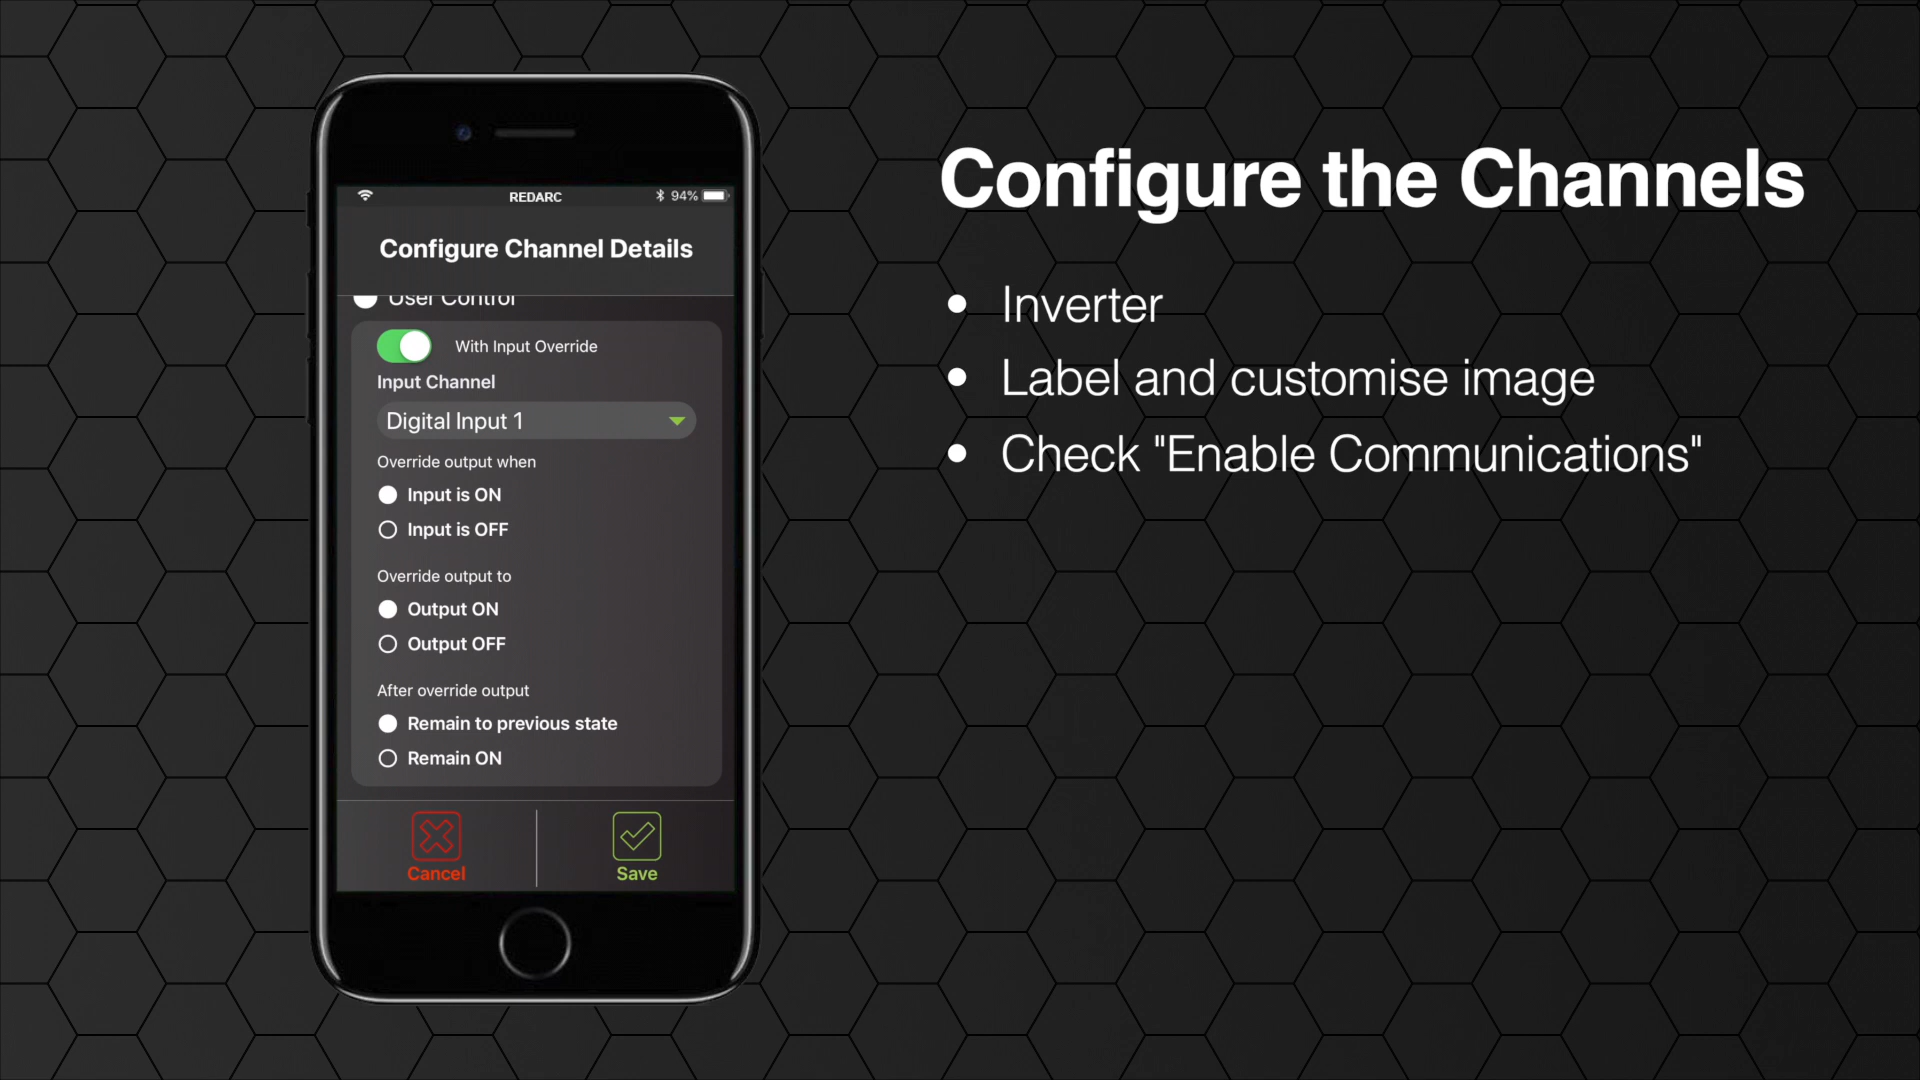 REDARC
94%
Configure Channel Details
User Control
With Input Override
Input Channel
Digital Input 1
Override output when
Input is ON
Input is OFF
Override output to
Output ON
Output OFF
After override output
Remain to previous state
Remain ON
Cancel
Save
Configure the Channels
• Inverter
• Label and customise image
• Check "Enable Communications"